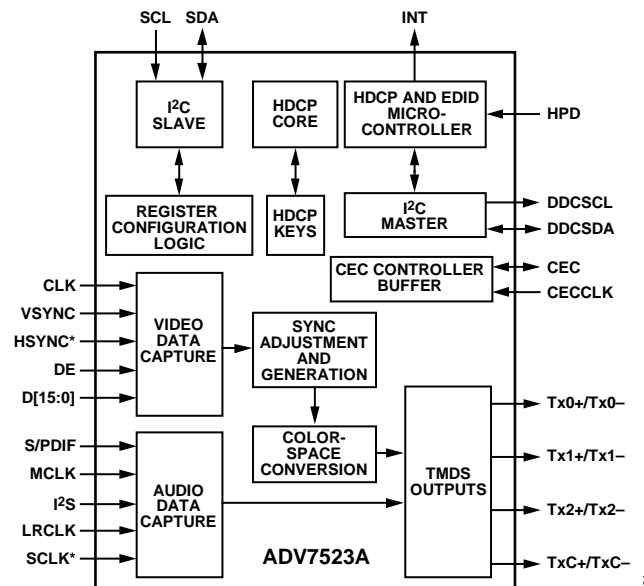 SCL SDA INT
I²C
SLAVE
HDCP
CORE
HDCP AND EDID
MICRO-
CONTROLLER
HPD
REGISTER
CONFIGURATION
LOGIC
HDCP
KEYS
I²C
MASTER
DDCSCL
DDCSDA
CEC CONTROLLER
BUFFER
CEC
CECCLK
CLK
VSYNC
HSYNC*
DE
D[15:0]
VIDEO
DATA
CAPTURE
SYNC
ADJUSTMENT
AND
GENERATION
COLOR-
SPACE
CONVERSION
TMDS
OUTPUTS
Tx0+/Tx0–
Tx1+/Tx1–
Tx2+/Tx2–
TxC+/TxC–
S/PDIF
MCLK
I²S
LRCLK
SCLK*
AUDIO
DATA
CAPTURE
ADV7523A